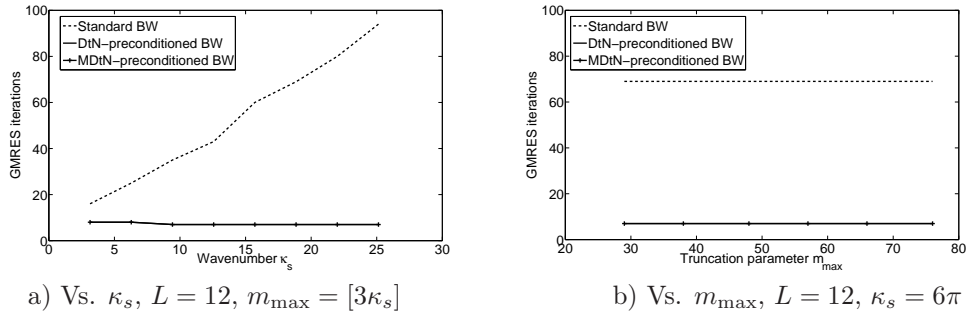 100
80
60
40
20
0
GMRES iterations
Standard BW
DtN−preconditioned BW
MDtN−preconditioned BW
0 5 10 15 20 25 30
Wavenumber κs
a) Vs. κs, L = 12, mmax = [3κs]
100
80
60
40
20
0
GMRES iterations
Standard BW
DtN−preconditioned BW
MDtN−preconditioned BW
20 30 40 50 60 70 80
Truncation parameter mmax
b) Vs. mmax, L = 12, κs = 6π